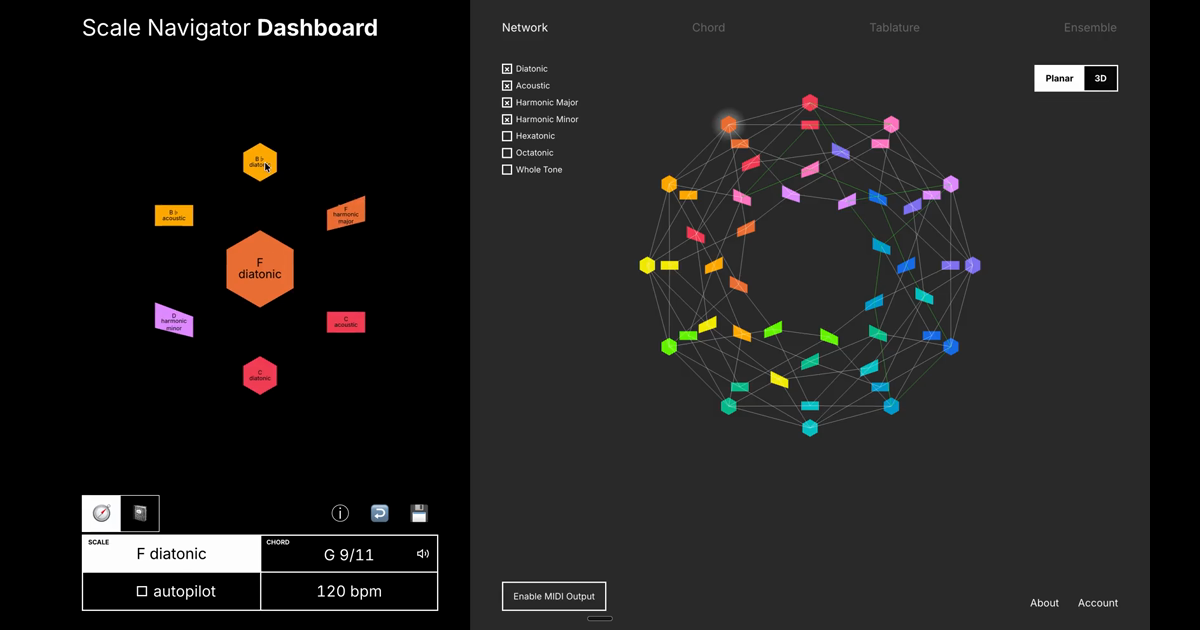 Scale Navigator Dashboard
B♭
diatonic
B♭
acoustic
F
harmonic
major
F
diatonic
D
harmonic
minor
C
acoustic
C
diatonic
SCALE
F diatonic
CHORD
G 9/11
autopilot
120 bpm
Network
Chord
Tablature
Ensemble
Diatonic
Acoustic
Harmonic Major
Harmonic Minor
Hexatonic
Octatonic
Whole Tone
Planar
3D
Enable MIDI Output
About
Account